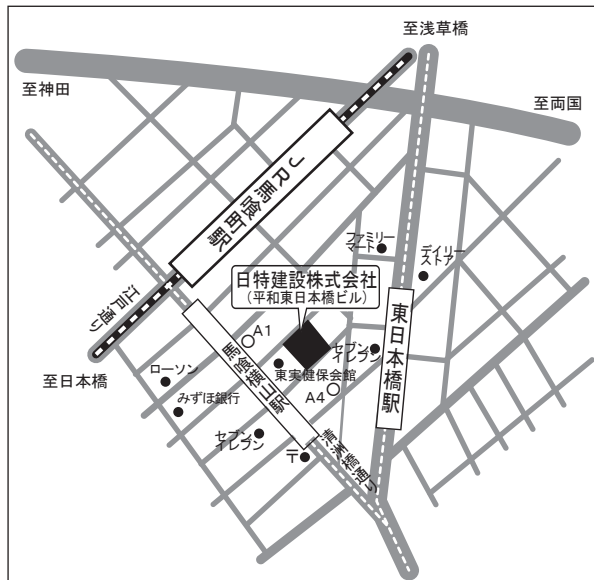 至浅草橋
至神田
至両国
JR馬喰町駅
ファミリー
マート
デイリー
ストア
日特建設株式会社
(平和東日本橋ビル)
江戸通り
東日本橋駅
A1
馬喰横山駅
セブン
イレブン
至日本橋
ローソン
東実健保会館
A4
みずほ銀行
セブン
イレブン
〒
清洲橋通り